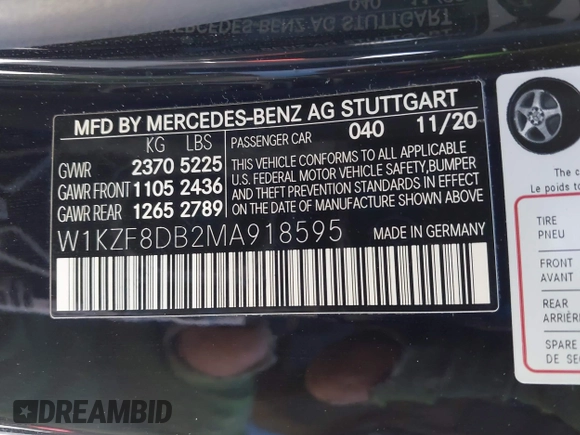 MFD BY MERCEDES-BENZ AG STUTTGART
KG LBS PASSENGER CAR 040 11/20
GVWR 2370 5225
GAWR FRONT 1105 2436
GAWR REAR 1265 2789
THIS VEHICLE CONFORMS TO ALL APPLICABLE
U.S. FEDERAL MOTOR VEHICLE SAFETY, BUMPER
AND THEFT PREVENTION STANDARDS IN EFFECT
ON THE DATE OF MANUFACTURE SHOWN ABOVE.
W1KZF8DB2MA918595 MADE IN GERMANY
The c
Le poids
TIRE
PNEU
FRONT
AVANT
REAR
ARRIÈR
SPARE
DE
DREAMBID